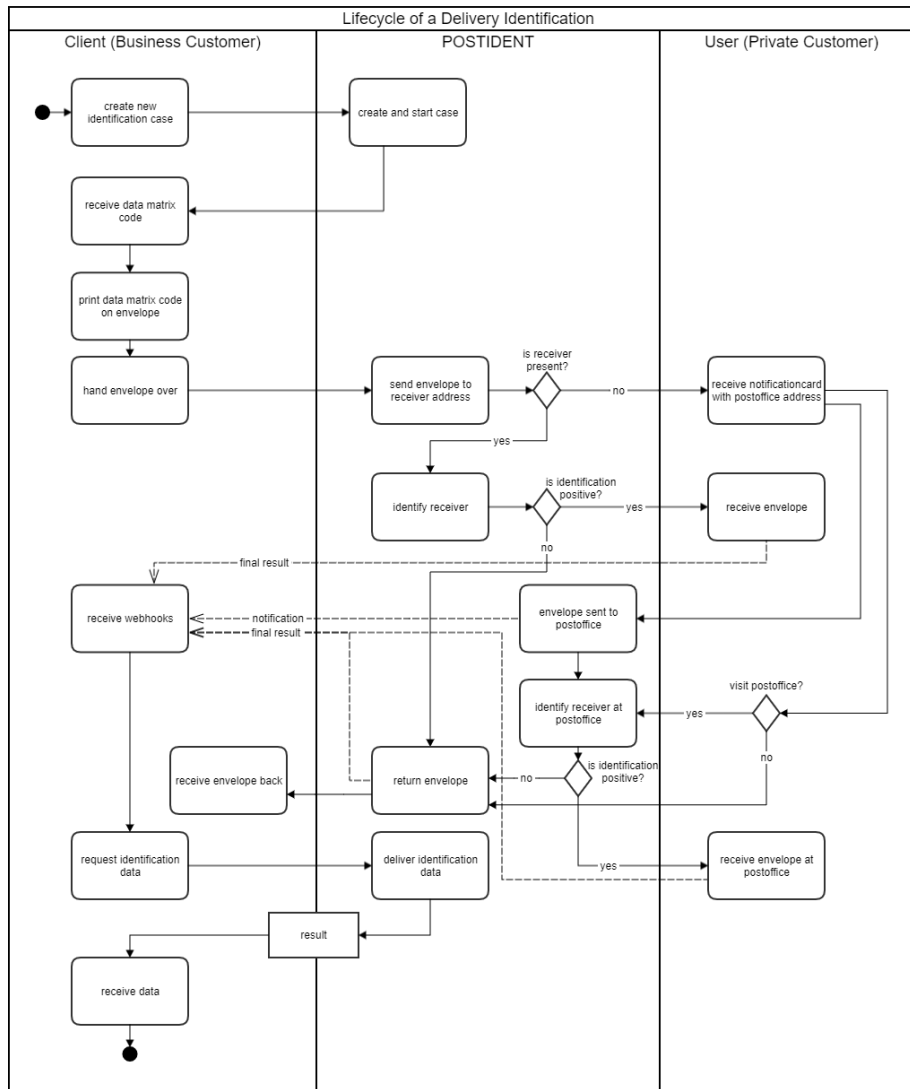 Lifecycle of a Delivery Identification
Client (Business Customer)
POSTIDENT
User (Private Customer)
create new
identification case
create and start case
receive data matrix
code
print data matrix code
on envelope
is receiver
present?
hand envelope over
send envelope to
receiver address
no
receive notificationcard
with postoffice address
yes
is identification
positive?
identify receiver
yes
receive envelope
no
final result
receive webhooks
notification
final result
envelope sent to
postoffice
visit postoffice?
identify receiver at
postoffice
yes
no
is identification
positive?
receive envelope back
return envelope
no
request identification
data
deliver identification
data
yes
receive envelope at
postoffice
result
receive data